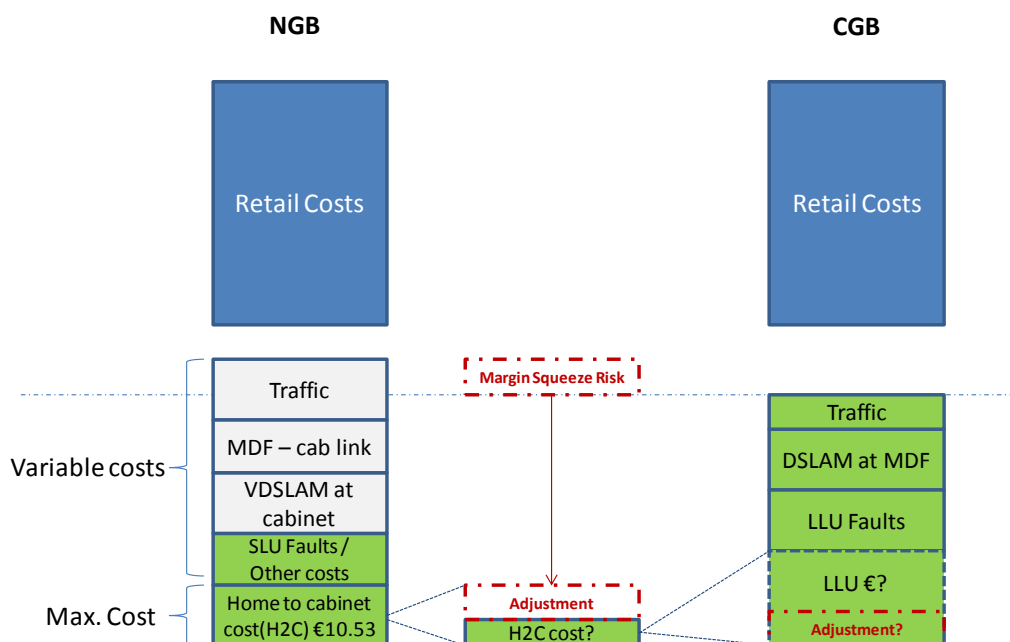 NGB
CGB
Retail Costs
Retail Costs
Margin Squeeze Risk
Traffic
Traffic
MDF – cab link
Variable costs
DSLAM at MDF
VDSLAM at
cabinet
LLU Faults
SLU Faults /
Other costs
LLU €?
Max. Cost
Home to cabinet
cost(H2C) €10.53
Adjustment
H2C cost?
Adjustment?